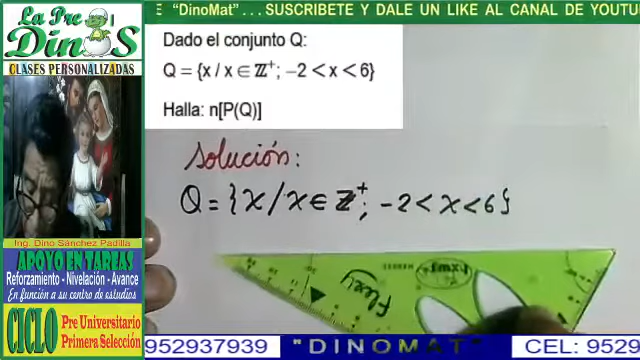 La Pre
DinoS
CLASES PERSONALIZADAS
E "DinoMat"... SUSCRIBETE Y DALE UN LIKE AL CANAL DE YOUTU
Dado el conjunto Q:
Q = {x / x ∈ ℤ⁺; −2 < x < 6}
Halla: n[P(Q)]
Solución:
Q = {x/x ∈ ℤ⁺; -2 < x < 6}
Flexy
Ing. Dino Sánchez Padilla
APOYO EN TAREAS
Reforzamiento - Nivelación - Avance
En función a su centro de estudios
CICLO Pre Universitario
Primera Selección
952937939 "DINOMAT" CEL: 9529